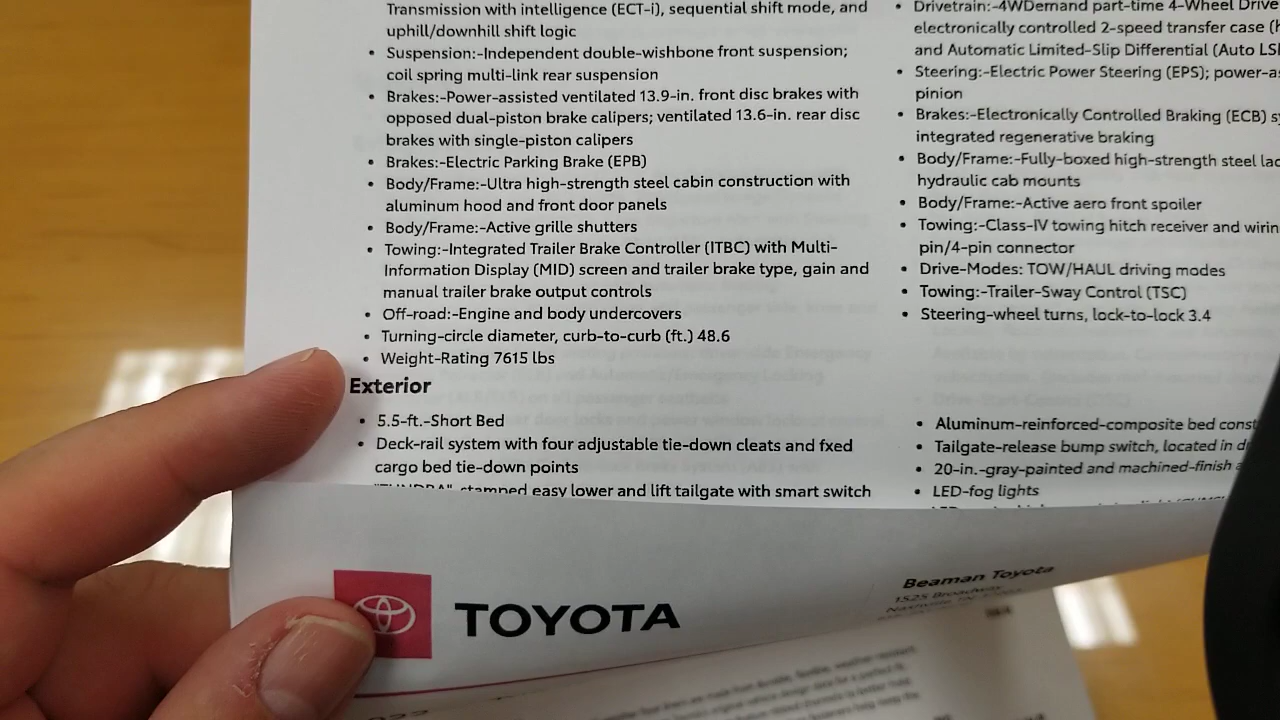 Transmission with intelligence (ECT-i), sequential shift mode, and
uphill/downhill shift logic
• Suspension:-Independent double-wishbone front suspension;
coil spring multi-link rear suspension
• Brakes:-Power-assisted ventilated 13.9-in. front disc brakes with
opposed dual-piston brake calipers; ventilated 13.6-in. rear disc
brakes with single-piston calipers
• Brakes:-Electric Parking Brake (EPB)
• Body/Frame:-Ultra high-strength steel cabin construction with
aluminum hood and front door panels
• Body/Frame:-Active grille shutters
• Towing:-Integrated Trailer Brake Controller (ITBC) with Multi-
Information Display (MID) screen and trailer brake type, gain and
manual trailer brake output controls
• Off-road:-Engine and body undercovers
• Turning-circle diameter, curb-to-curb (ft.) 48.6
• Weight-Rating 7615 lbs
• Drivetrain:-4WDemand part-time 4-Wheel Drive
electronically controlled 2-speed transfer case (h
and Automatic Limited-Slip Differential (Auto LS
• Steering:-Electric Power Steering (EPS); power-as
pinion
• Brakes:-Electronically Controlled Braking (ECB) sy
integrated regenerative braking
• Body/Frame:-Fully-boxed high-strength steel lad
hydraulic cab mounts
• Body/Frame:-Active aero front spoiler
• Towing:-Class-IV towing hitch receiver and wirin
pin/4-pin connector
• Drive-Modes: TOW/HAUL driving modes
• Towing:-Trailer-Sway Control (TSC)
• Steering-wheel turns, lock-to-lock 3.4
Exterior
• 5.5-ft.-Short Bed
• Deck-rail system with four adjustable tie-down cleats and fxed
cargo bed tie-down points
"TUNDRA"-stamped easy lower and lift tailgate with smart switch
• Aluminum-reinforced-composite bed const
• Tailgate-release bump switch, located in d
• 20-in.-gray-painted and machined-finish a
• LED-fog lights
TOYOTA
Beaman Toyota
1525 Broadway